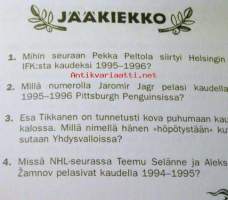 JÄÄKIEKKO
1. Mihin seuraan Pekka Peltola siirtyi Helsingin
IFK:sta kaudeksi 1995–1996?
Antikvariaatti.net
2. Millä numerolla Jaromir Jagr pelasi kaudella
1995–1996 Pittsburgh Penguinsissa?
3. Esa Tikkanen on tunnetusti kova puhumaan kau
kalossa. Millä nimellä hänen »höpötystään« ku
sutaan Yhdysvalloissa?
4. Missä NHL-seurassa Teemu Selänne ja Aleks
Žamnov pelasivat kaudella 1994–1995?